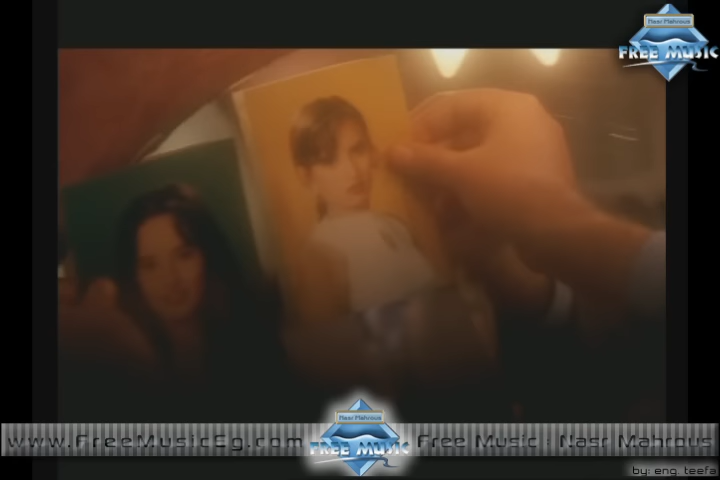 Nasr Mahrous
FREE MUSIC
www.FreeMusicEg.com
Nasr Mahrous
FREE MUSIC
Free Music : Nasr Mahrous
by: eng. teefa